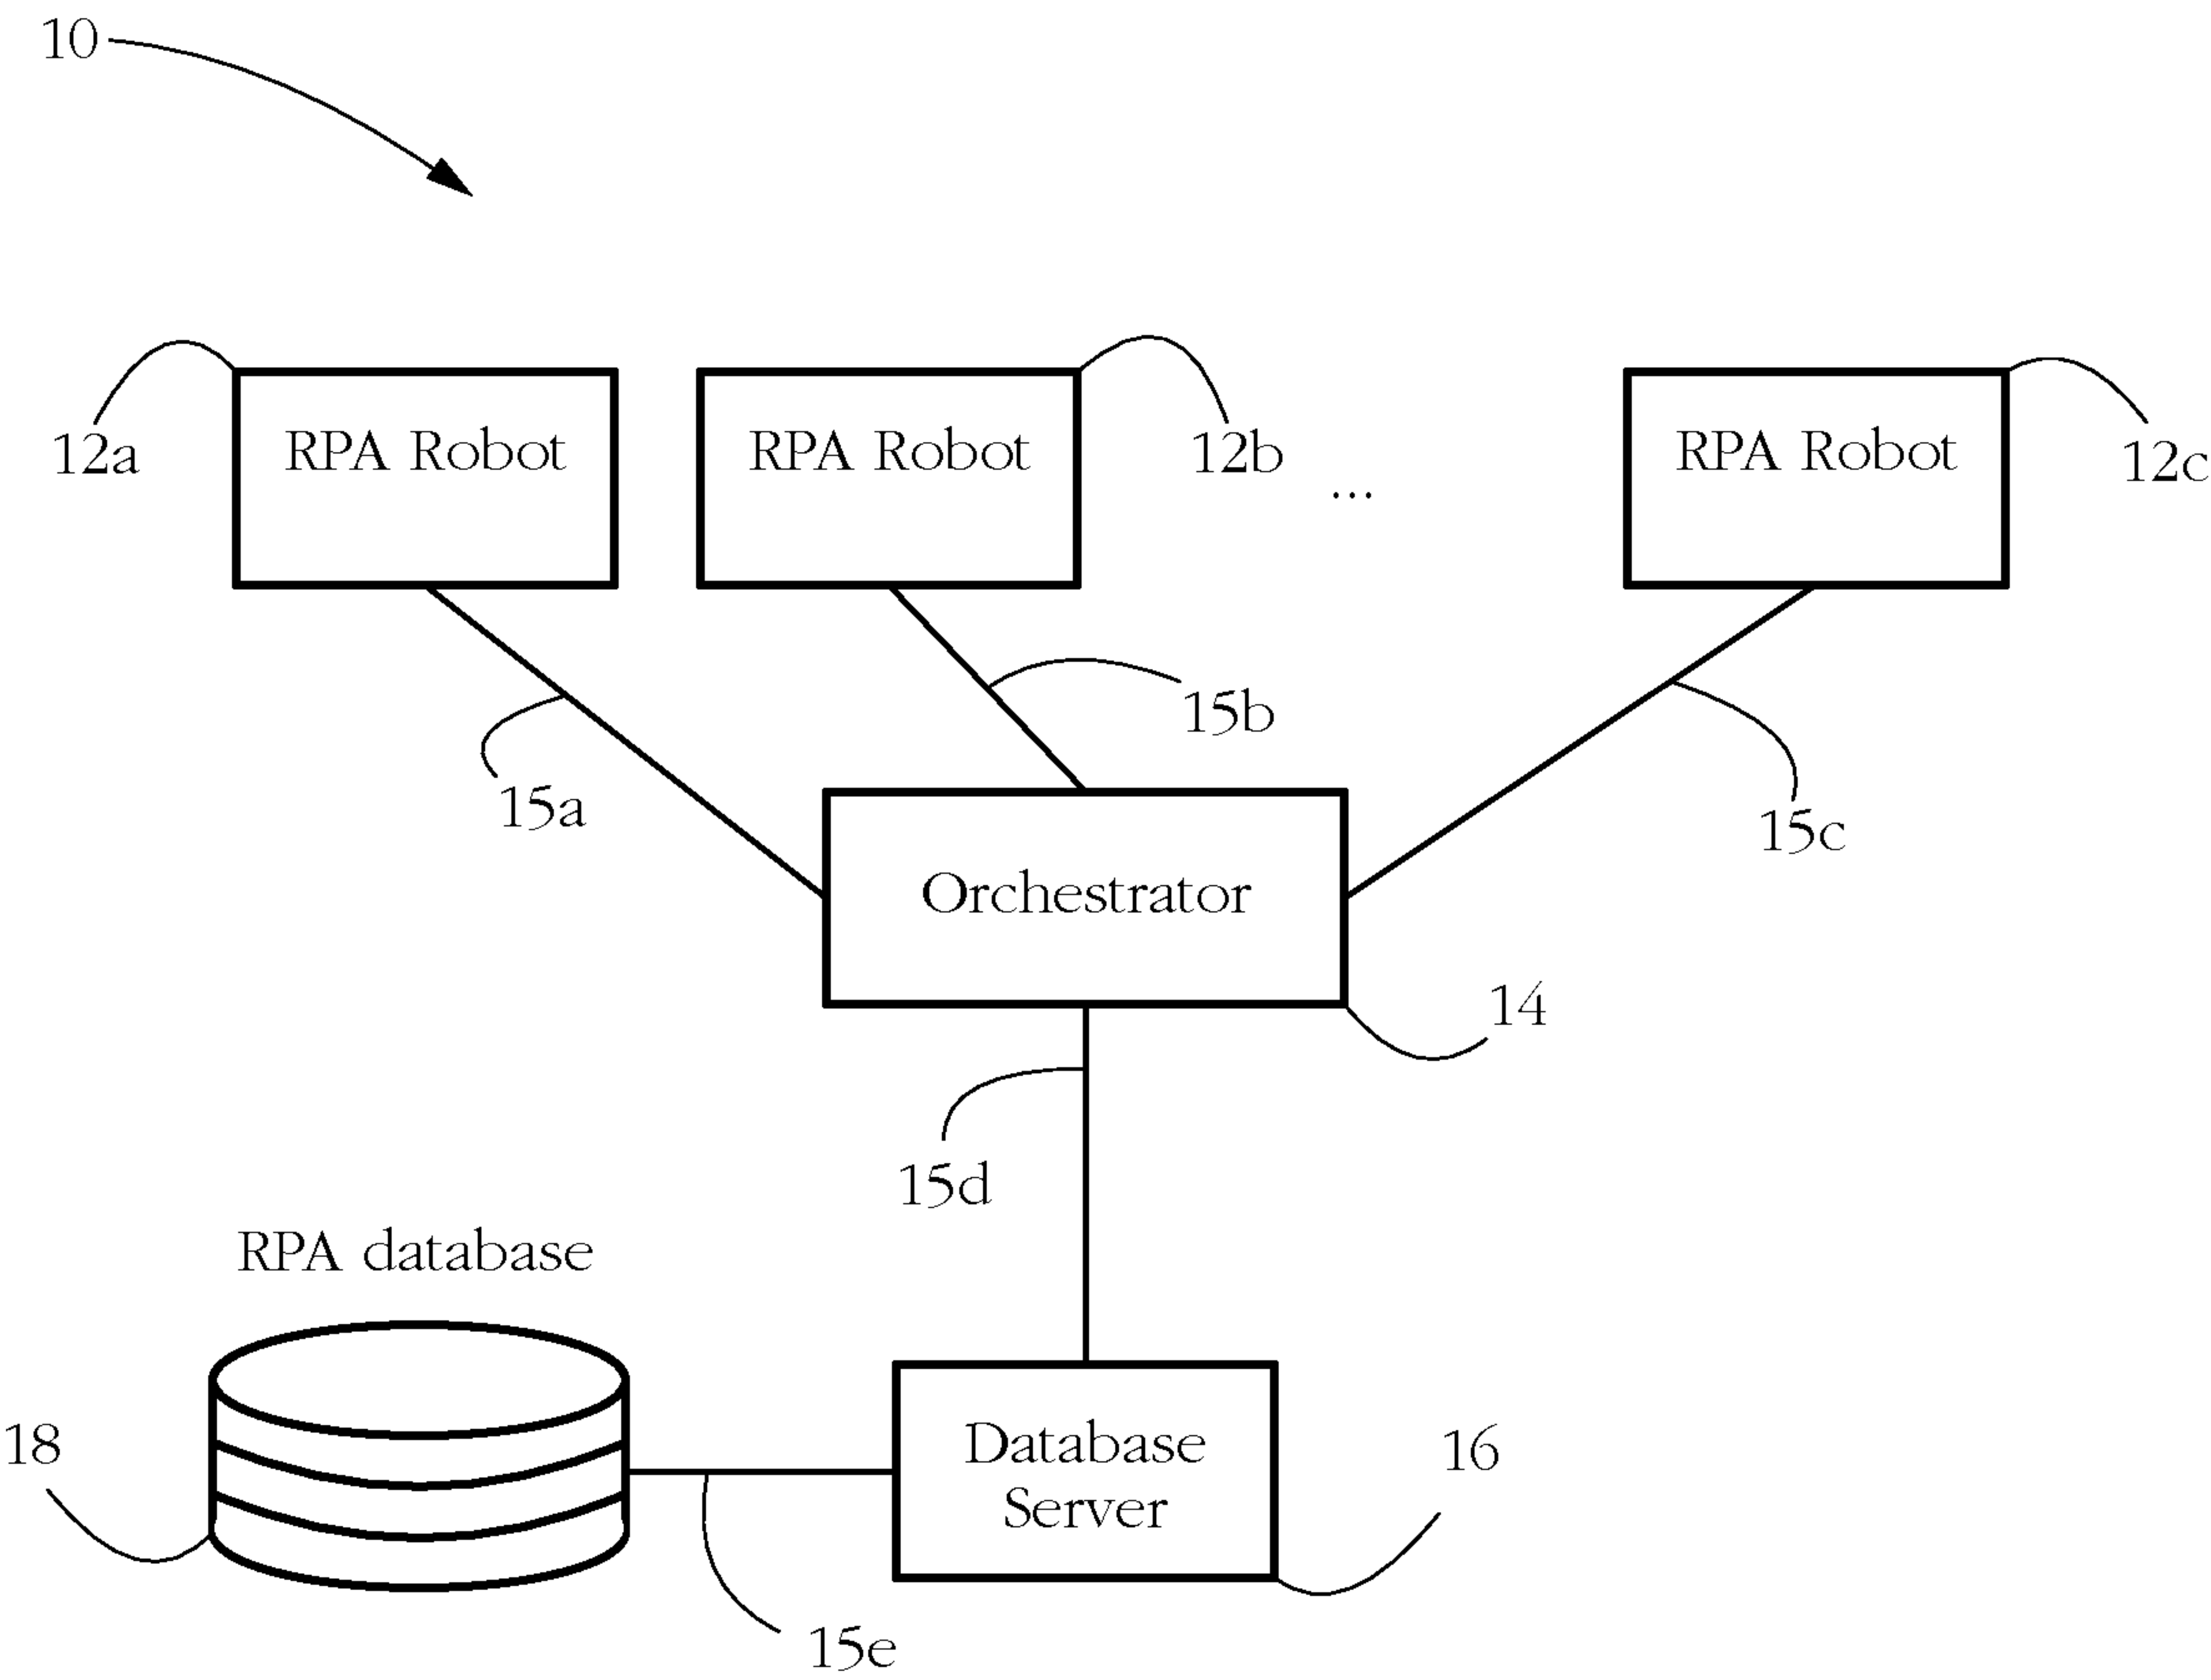 10
12a
RPA Robot
RPA Robot
12b
...
RPA Robot
12c
15a
15b
15c
Orchestrator
14
15d
RPA database
18
Database
Server
16
15e